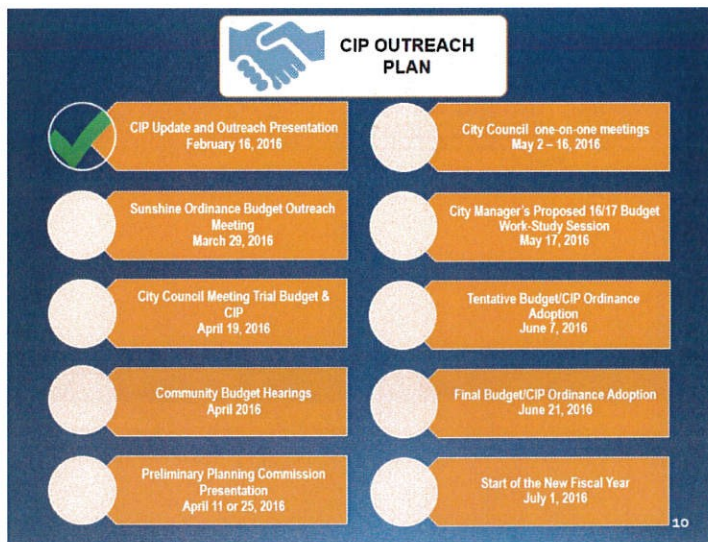 CIP OUTREACH
PLAN
CIP Update and Outreach Presentation
February 16, 2016
Sunshine Ordinance Budget Outreach
Meeting
March 29, 2016
City Council Meeting Trial Budget &
CIP
April 19, 2016
Community Budget Hearings
April 2016
Preliminary Planning Commission
Presentation
April 11 or 25, 2016
City Council one-on-one meetings
May 2 – 16, 2016
City Manager's Proposed 16/17 Budget
Work-Study Session
May 17, 2016
Tentative Budget/CIP Ordinance
Adoption
June 7, 2016
Final Budget/CIP Ordinance Adoption
June 21, 2016
Start of the New Fiscal Year
July 1, 2016
10